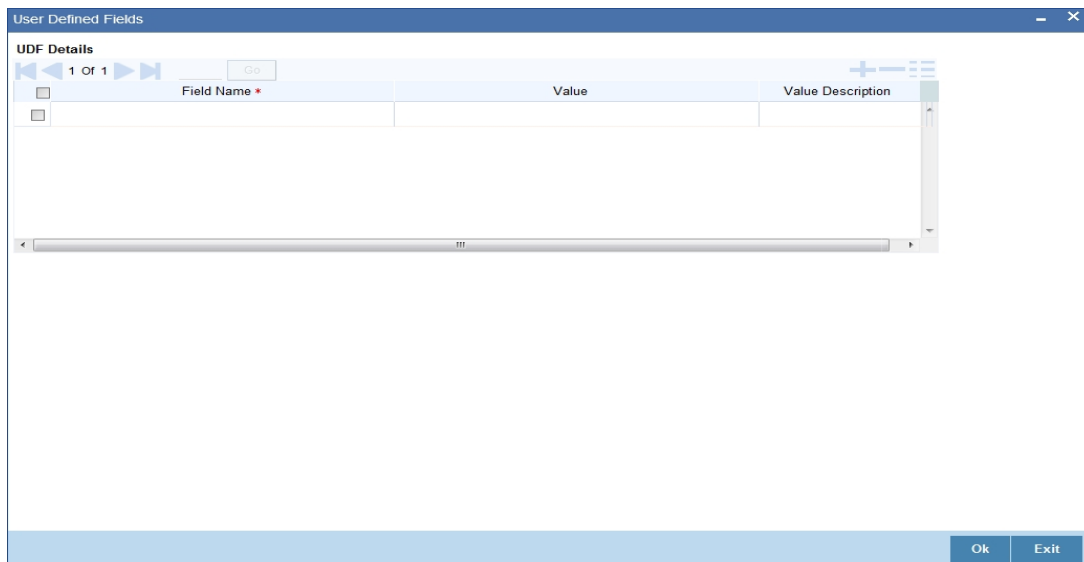 User Defined Fields
UDF Details
1 Of 1 Go
Field Name * Value Value Description
Ok Exit